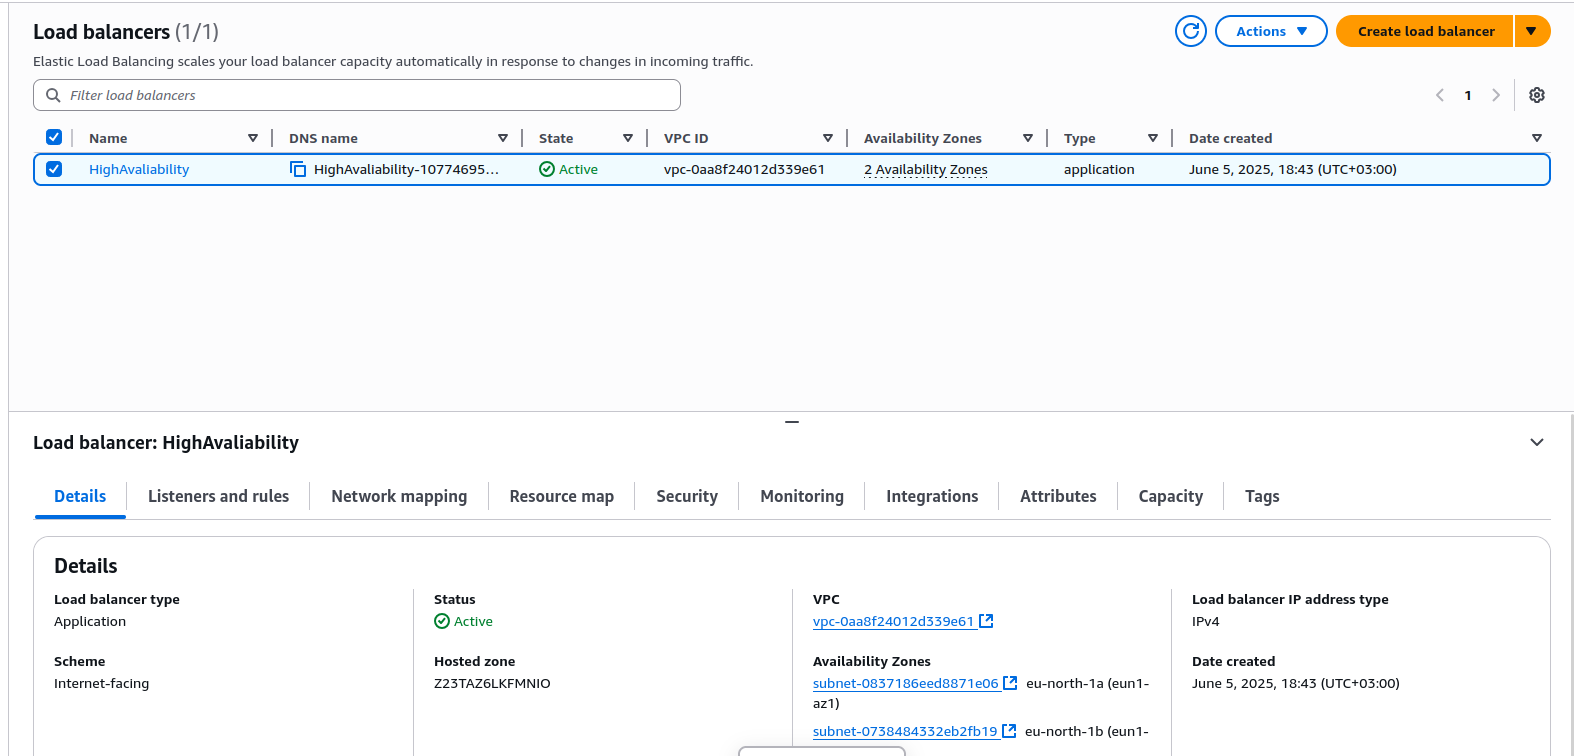 Load balancers (1/1)
Actions
Create load balancer
Elastic Load Balancing scales your load balancer capacity automatically in response to changes in incoming traffic.
Filter load balancers
1
Name DNS name State VPC ID Availability Zones Type Date created
HighAvaliability HighAvaliability-10774695... Active vpc-0aa8f24012d339e61 2 Availability Zones application June 5, 2025, 18:43 (UTC+03:00)
Load balancer: HighAvaliability
Details Listeners and rules Network mapping Resource map Security Monitoring Integrations Attributes Capacity Tags
Details
Load balancer type
Application
Scheme
Internet-facing
Status
Active
Hosted zone
Z23TAZ6LKFMNIO
VPC
vpc-0aa8f24012d339e61
Availability Zones
subnet-0837186eed8871e06 eu-north-1a (eun1-
az1)
subnet-0738484332eb2fb19 eu-north-1b (eun1-
Load balancer IP address type
IPv4
Date created
June 5, 2025, 18:43 (UTC+03:00)